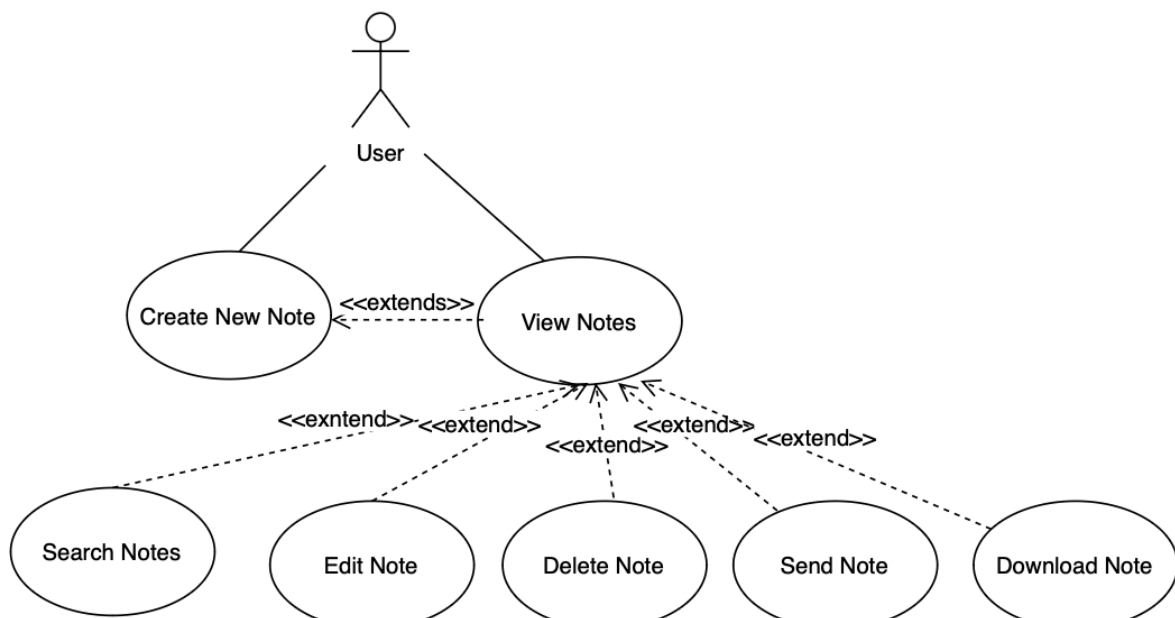 User
Create New Note
<<extends>>
View Notes
<<exntend>>
<<extend>>
<<extend>>
<<extend>>
<<extend>>
Search Notes
Edit Note
Delete Note
Send Note
Download Note